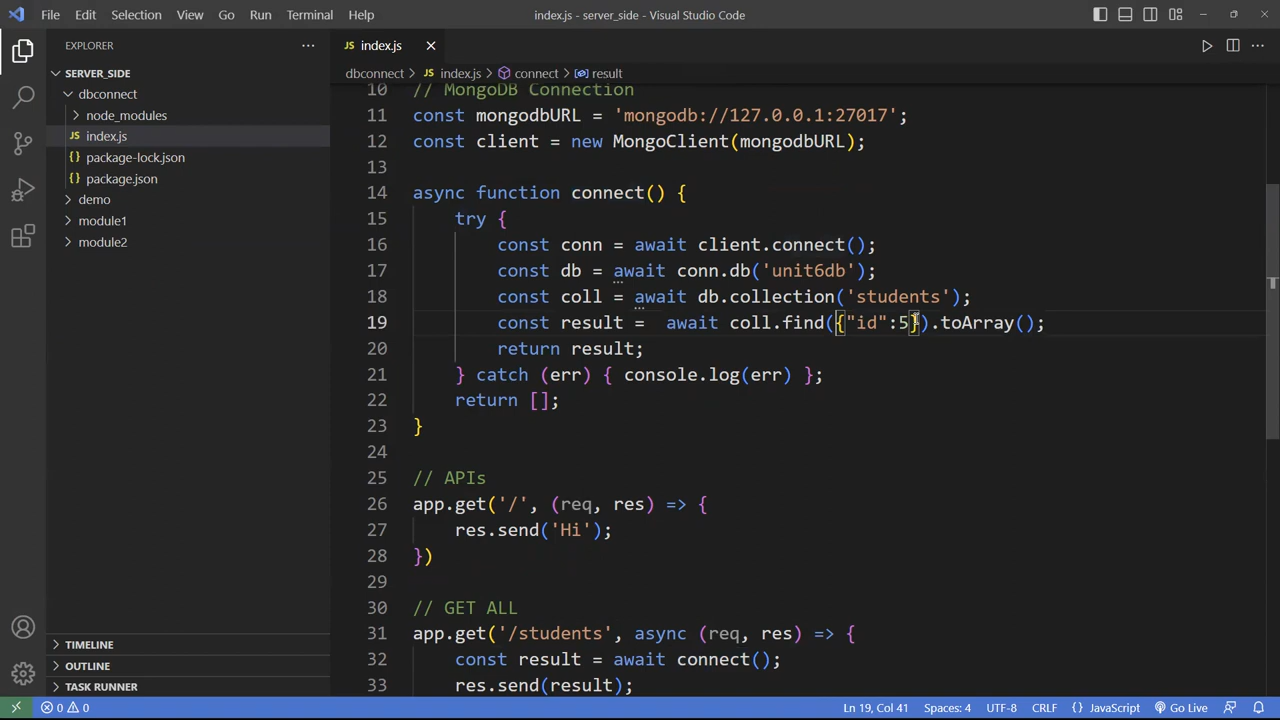 File Edit Selection View Go Run Terminal Help index.js - server_side - Visual Studio Code
EXPLORER
SERVER_SIDE
dbconnect
node_modules
JS index.js
{} package-lock.json
{} package.json
demo
module1
module2
TIMELINE
OUTLINE
TASK RUNNER
JS index.js
dbconnect > JS index.js > connect > result
10 // MongoDB Connection
11 const mongodbURL = 'mongodb://127.0.0.1:27017';
12 const client = new MongoClient(mongodbURL);
13
14 async function connect() {
15 try {
16 const conn = await client.connect();
17 const db = await conn.db('unit6db');
18 const coll = await db.collection('students');
19 const result =  await coll.find({"id":5}).toArray();
20 return result;
21 } catch (err) { console.log(err) };
22 return [];
23 }
24
25 // APIs
26 app.get('/', (req, res) => {
27 res.send('Hi');
28 })
29
30 // GET ALL
31 app.get('/students', async (req, res) => {
32 const result = await connect();
33 res.send(result);
0 0 Ln 19, Col 41 Spaces: 4 UTF-8 CRLF {} JavaScript Go Live